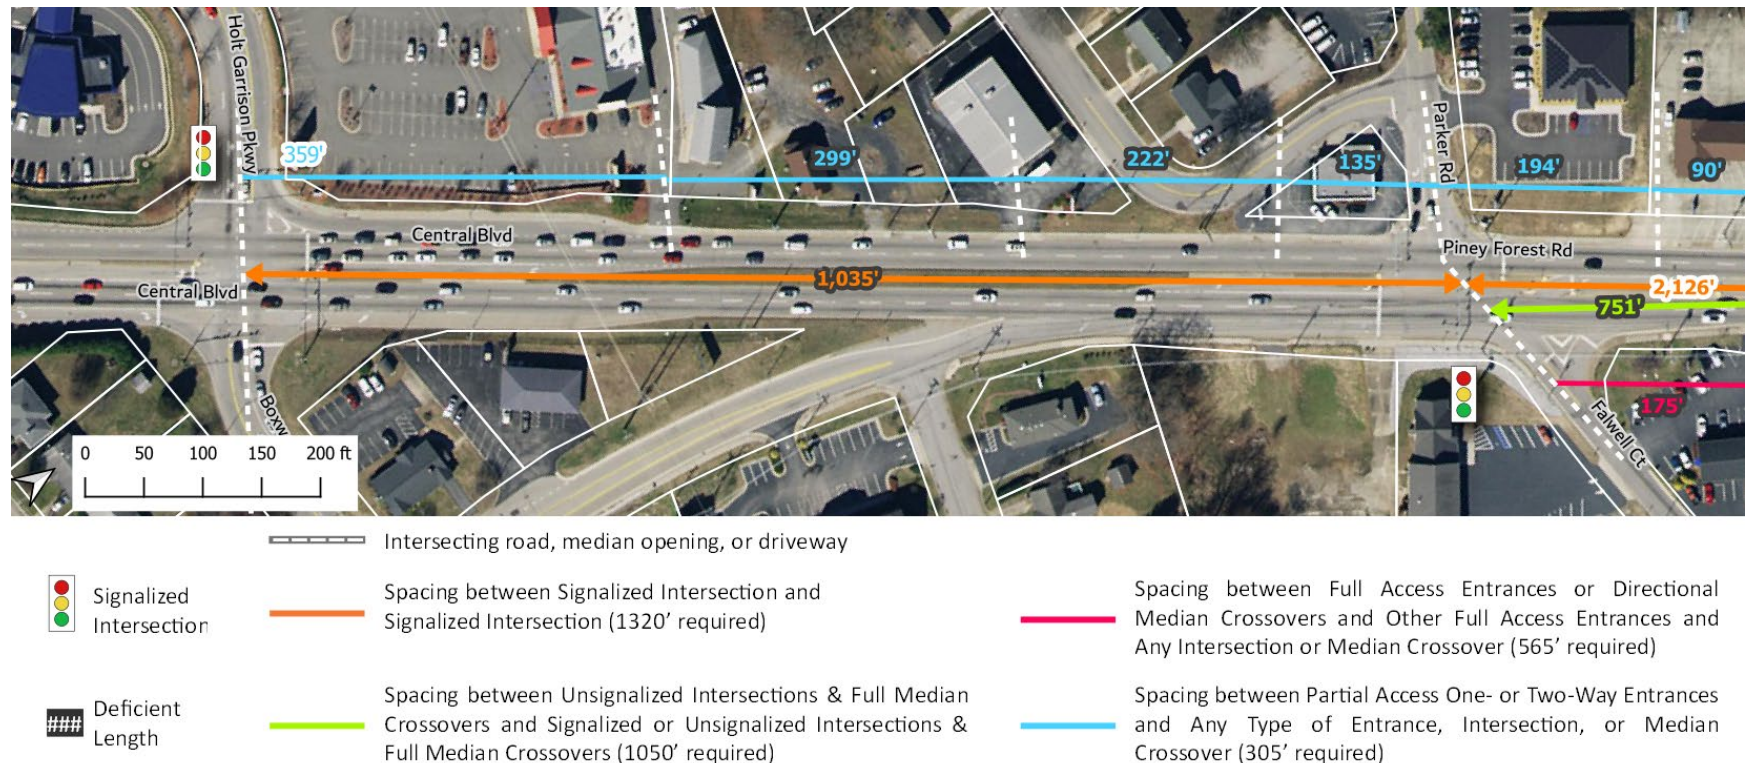 Holt Garrison Pkwy
359'
299'
222'
135'
Parker Rd
194'
90'
Central Blvd
Piney Forest Rd
Central Blvd
1,035'
2,126'
751'
175'
Falwell Ct
Boxw
0 50 100 150 200 ft
Intersecting road, median opening, or driveway
Signalized
Intersection
Spacing between Signalized Intersection and
Signalized Intersection (1320’ required)
Spacing between Full Access Entrances or Directional
Median Crossovers and Other Full Access Entrances and
Any Intersection or Median Crossover (565’ required)
###
Deficient
Length
Spacing between Unsignalized Intersections & Full Median
Crossovers and Signalized or Unsignalized Intersections &
Full Median Crossovers (1050’ required)
Spacing between Partial Access One- or Two-Way Entrances
and Any Type of Entrance, Intersection, or Median
Crossover (305’ required)